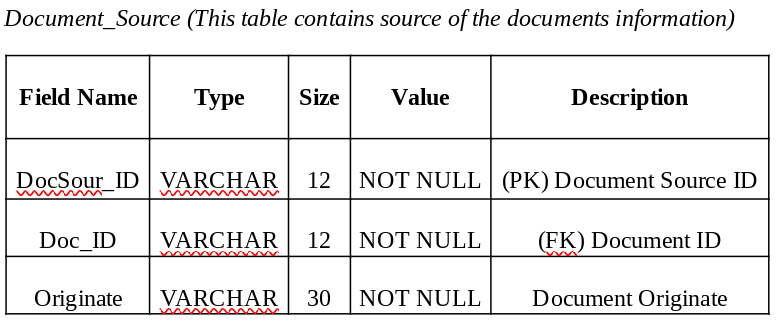 Document_Source (This table contains source of the documents information)
Field Name Type Size Value Description
DocSour_ID VARCHAR 12 NOT NULL (PK) Document Source ID
Doc_ID VARCHAR 12 NOT NULL (FK) Document ID
Originate VARCHAR 30 NOT NULL Document Originate